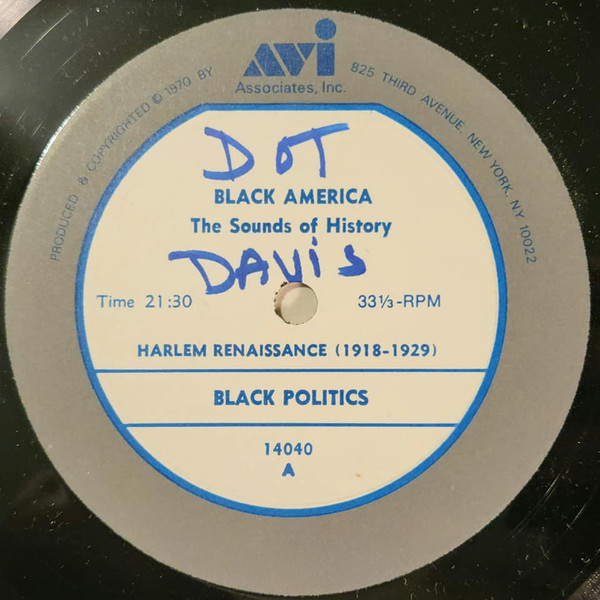 AVi
Associates, Inc.
PRODUCED & COPYRIGHTED © 1970 BY
825 THIRD AVENUE, NEW YORK, NY 10022
DOT
BLACK AMERICA
The Sounds of History
DAVIS
Time 21:30
33⅓-RPM
HARLEM RENAISSANCE (1918-1929)
BLACK POLITICS
14040
A